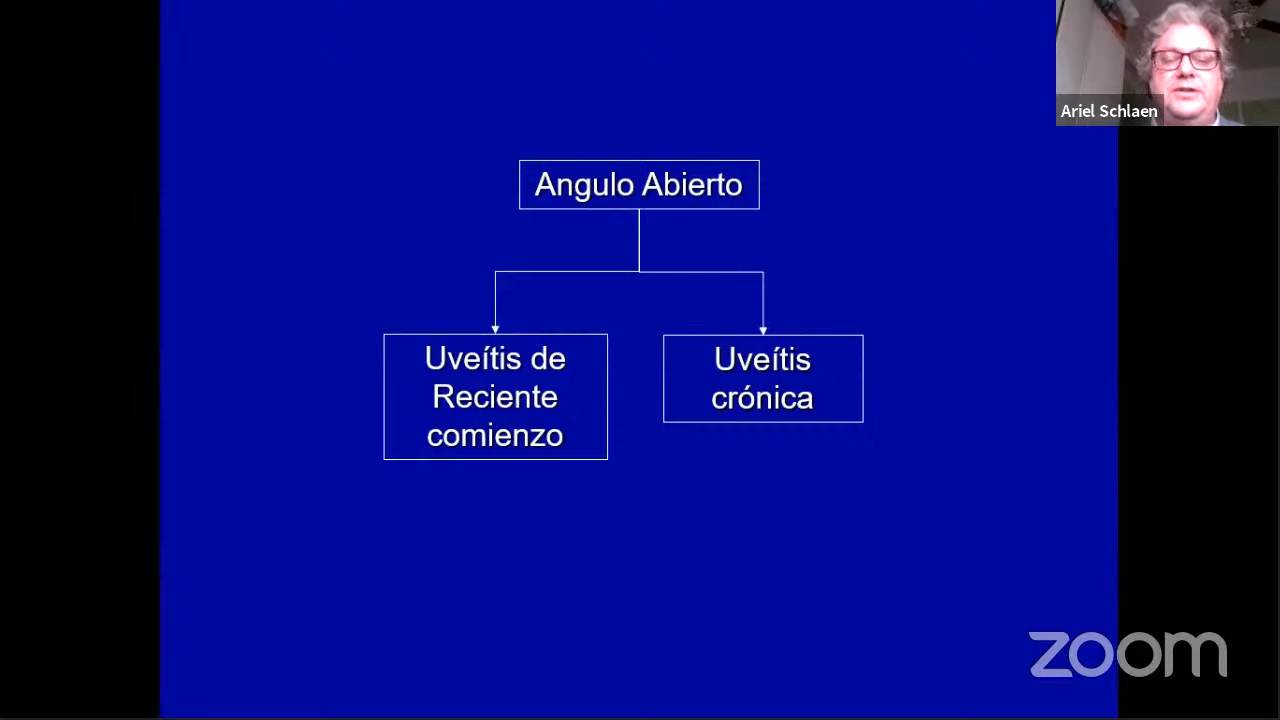 Angulo Abierto
Uveítis de
Reciente
comienzo
Uveítis
crónica
Ariel Schlaen
zoom